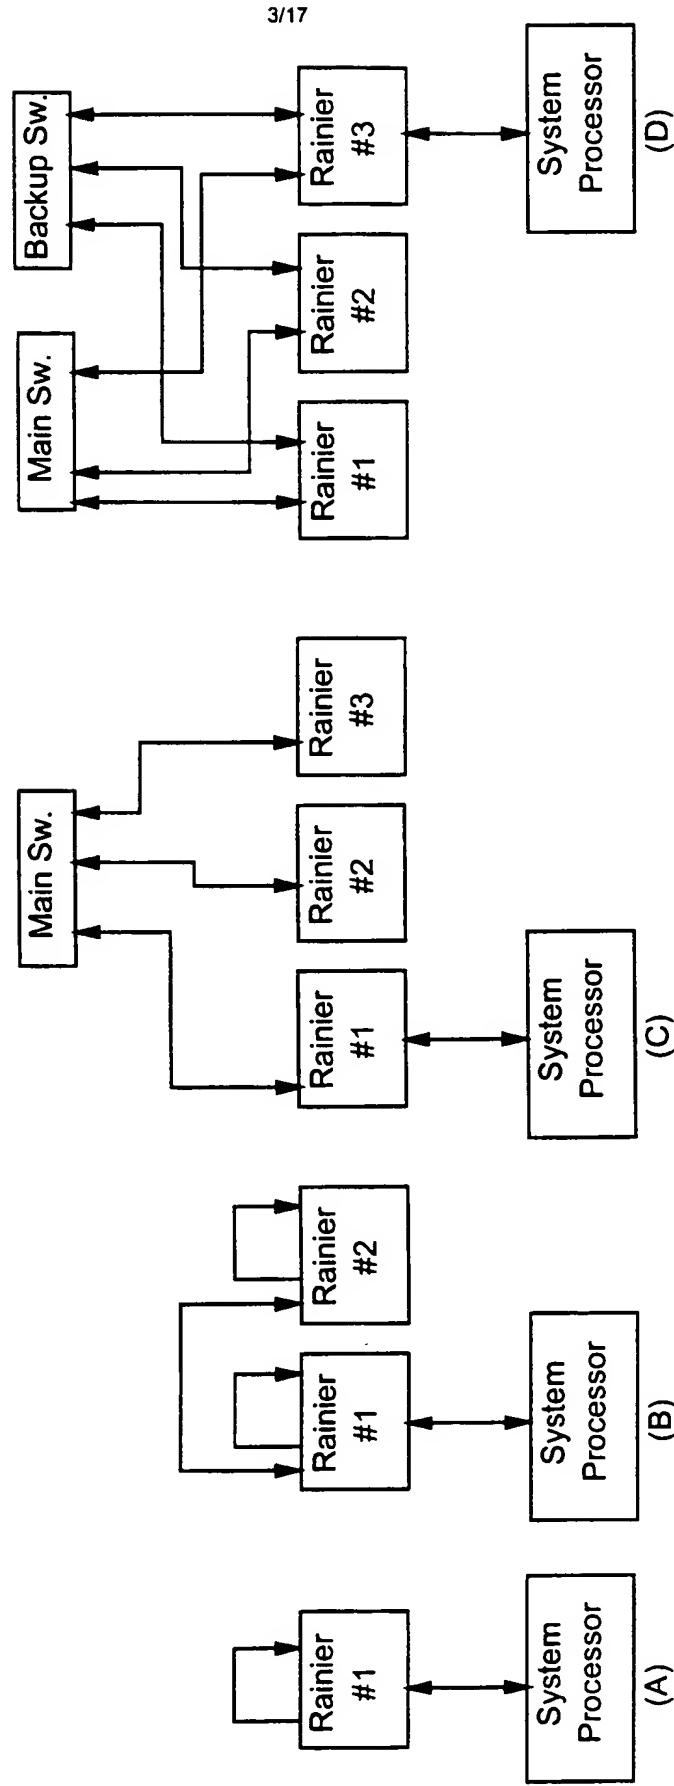 3/17
Rainier
#1
System
Processor
(A)
Rainier
#1
Rainier
#2
System
Processor
(B)
Main Sw.
Rainier
#1
Rainier
#2
Rainier
#3
System
Processor
(C)
Main Sw.
Backup Sw.
Rainier
#1
Rainier
#2
Rainier
#3
System
Processor
(D)